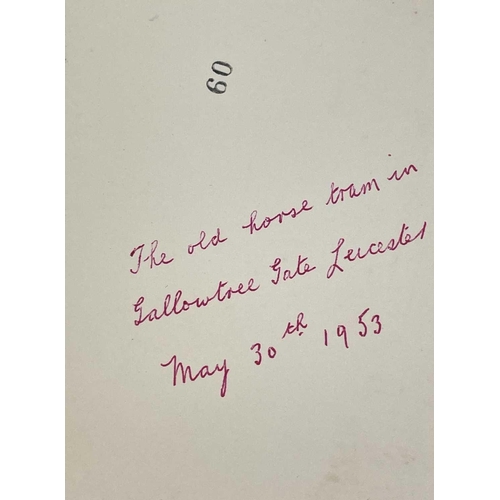 60
The old horse tram in
Gallowtree Gate Leicester
May 30th 1953